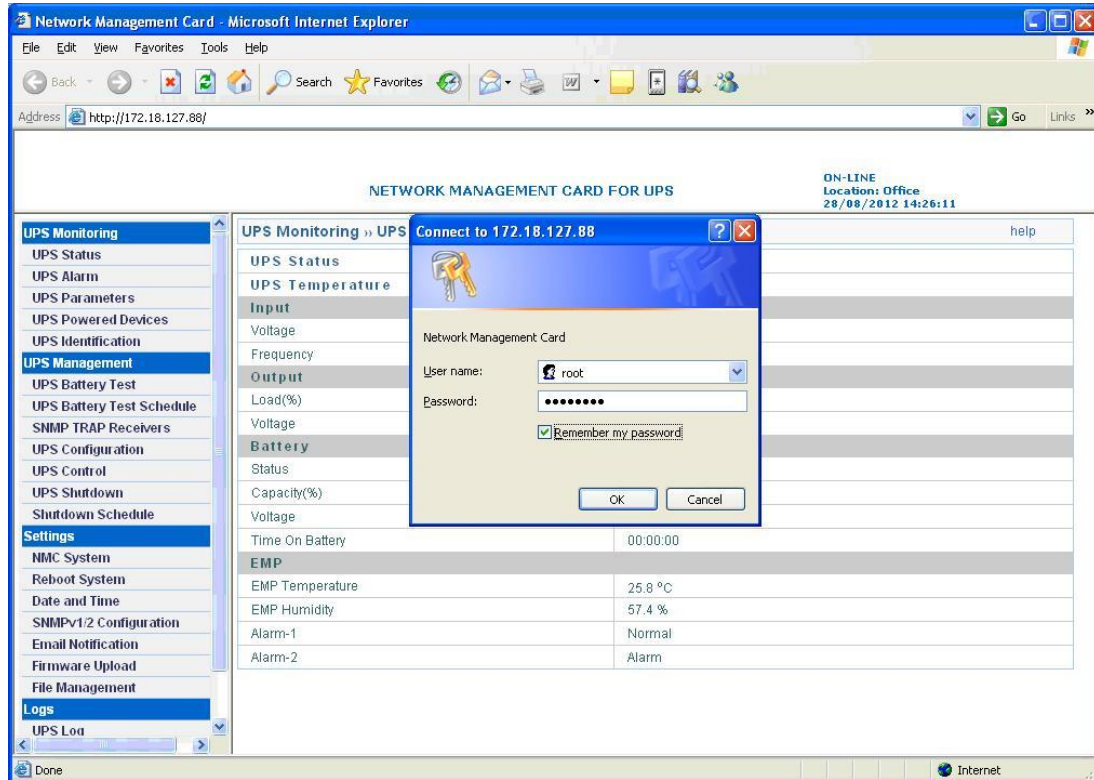 Network Management Card - Microsoft Internet Explorer
File Edit View Favorites Tools Help
Back Search Favorites
Address http://172.18.127.88/ Go Links »
NETWORK MANAGEMENT CARD FOR UPS
ON-LINE
Location: Office
28/08/2012 14:26:11
UPS Monitoring
UPS Status
UPS Alarm
UPS Parameters
UPS Powered Devices
UPS Identification
UPS Management
UPS Battery Test
UPS Battery Test Schedule
SNMP TRAP Receivers
UPS Configuration
UPS Control
UPS Shutdown
Shutdown Schedule
Settings
NMC System
Reboot System
Date and Time
SNMPv1/2 Configuration
Email Notification
Firmware Upload
File Management
Logs
UPS Log
UPS Monitoring » UPS
help
UPS Status
UPS Temperature
Input
Voltage
Frequency
Output
Load(%)
Voltage
Battery
Status
Capacity(%)
Voltage
Time On Battery 00:00:00
EMP
EMP Temperature 25.8 ºC
EMP Humidity 57.4 %
Alarm-1 Normal
Alarm-2 Alarm
Connect to 172.18.127.88
Network Management Card
User name: root
Password: ••••••••
Remember my password
OK Cancel
Done Internet